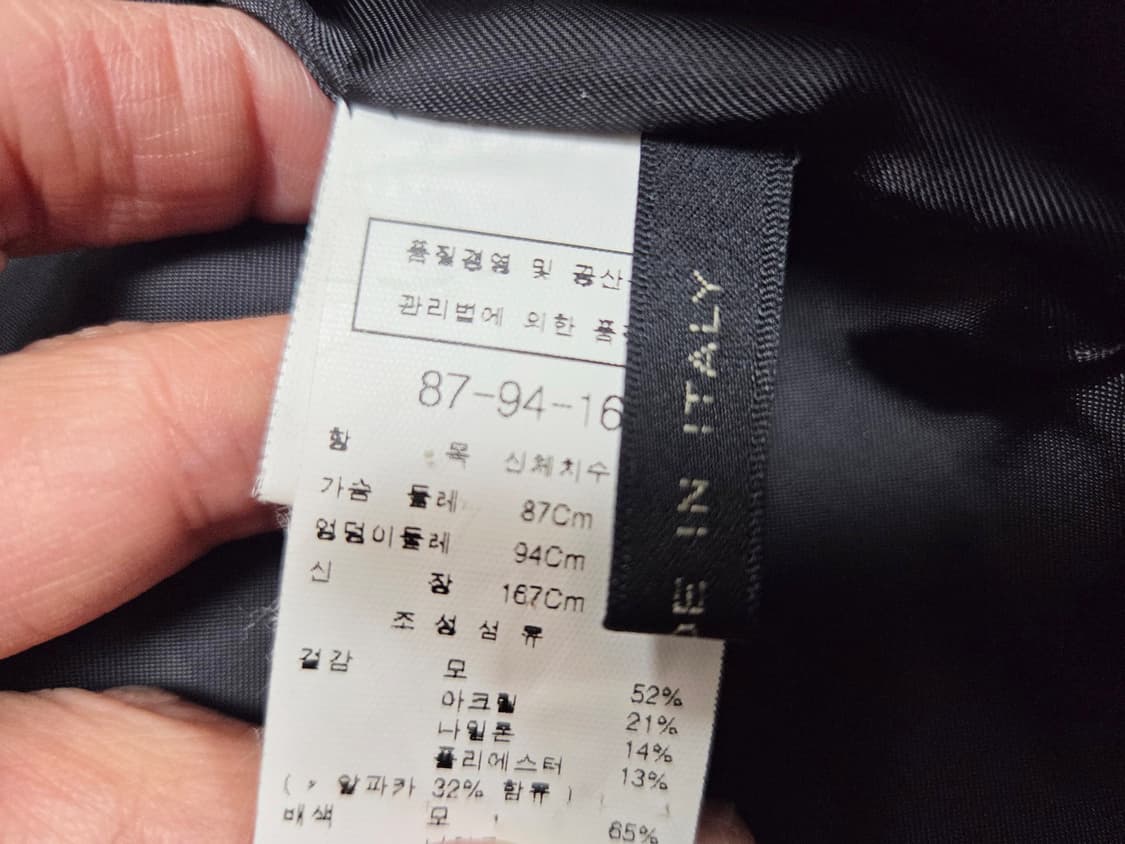 품질경영 및 공산
관리법에 의한 품
87-94-16
항 목 신체치수
가슴 둘레 87Cm
엉덩이둘레 94Cm
신 장 167Cm
조 성 섬 유
겉감 모 52%
아크릴 21%
나일론 14%
폴리에스터 13%
( 알파카 32% 함유 )
배색 모 65%
DE IN ITALY